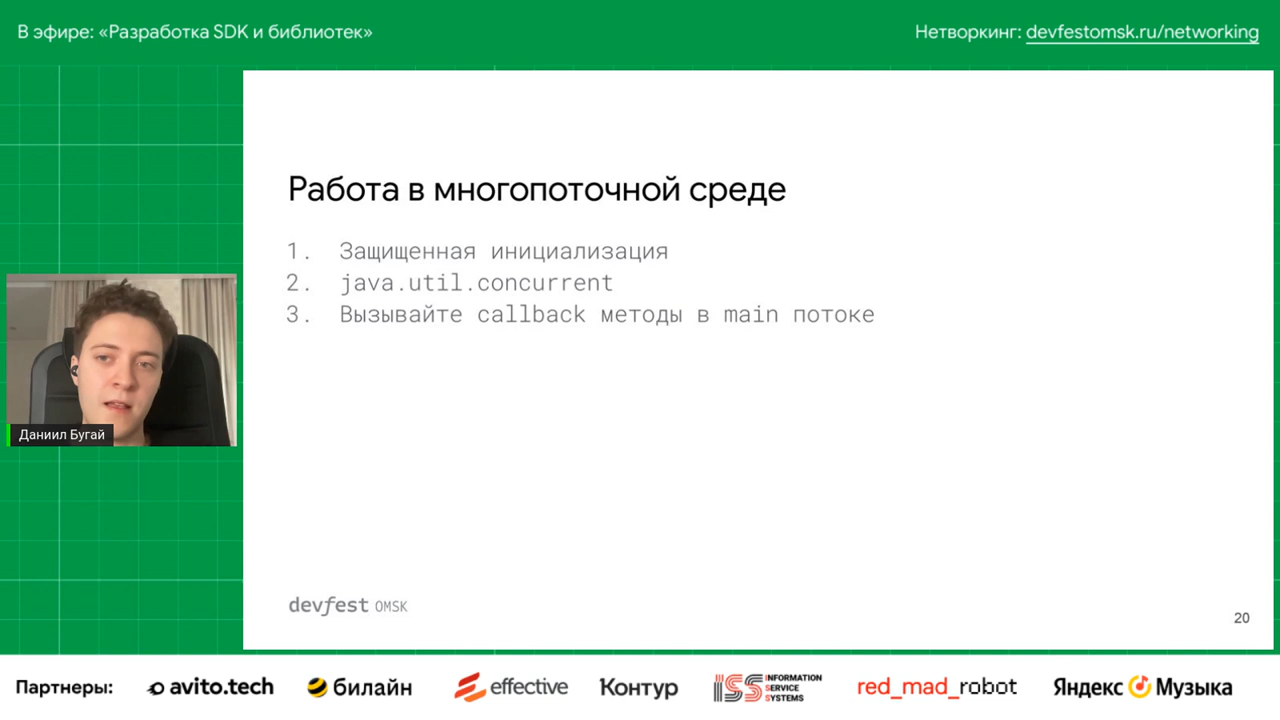 В эфире: «Разработка SDK и библиотек»
Нетворкинг: devfestomsk.ru/networking
Работа в многопоточной среде
1. Защищенная инициализация
2. java.util.concurrent
3. Вызывайте callback методы в main потоке
Даниил Бугай
devfest OMSK
20
Партнеры: avito.tech билайн effective Контур ISS INFORMATION SERVICE SYSTEMS red_mad_robot Яндекс Музыка